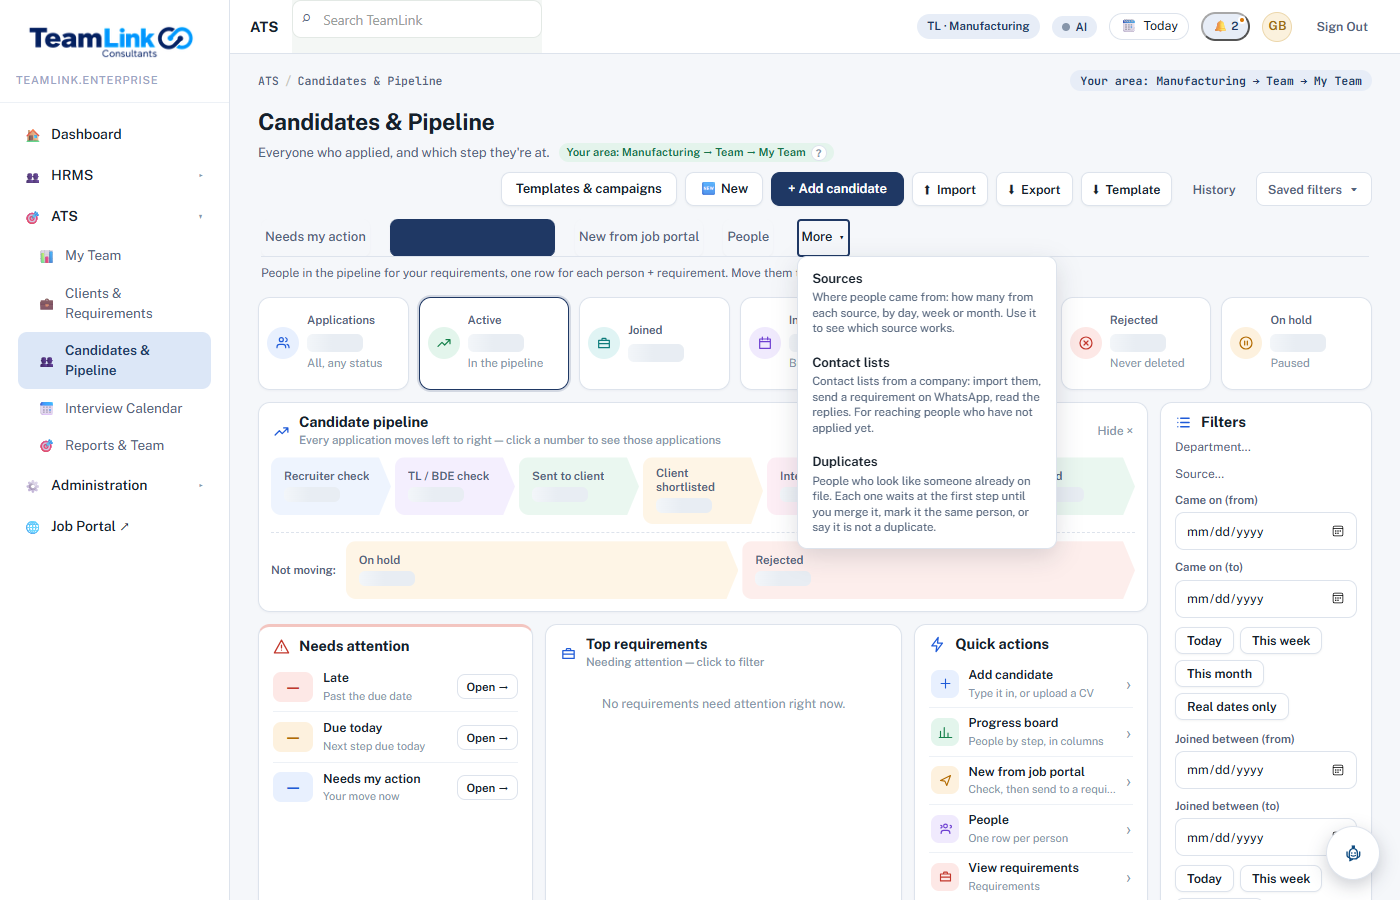 TeamLink
Consultants
TEAMLINK.ENTERPRISE
Dashboard
HRMS
ATS
My Team
Clients &
Requirements
Candidates &
Pipeline
Interview Calendar
Reports & Team
Administration
Job Portal ↗
ATS
Search TeamLink
TL · Manufacturing
AI
Today
2
GB
Sign Out
ATS / Candidates & Pipeline
Your area: Manufacturing → Team → My Team
Candidates & Pipeline
Everyone who applied, and which step they're at.
Your area: Manufacturing → Team → My Team ?
Templates & campaigns
New
+ Add candidate
⬆ Import
⬇ Export
⬇ Template
History
Saved filters
Needs my action
New from job portal
People
More
People in the pipeline for your requirements, one row for each person + requirement. Move them
Sources
Where people came from: how many from
each source, by day, week or month. Use it
to see which source works.
Contact lists
Contact lists from a company: import them,
send a requirement on WhatsApp, read the
replies. For reaching people who have not
applied yet.
Duplicates
People who look like someone already on
file. Each one waits at the first step until
you merge it, mark it the same person, or
say it is not a duplicate.
Applications
All, any status
Active
In the pipeline
Joined
Rejected
Never deleted
On hold
Paused
Candidate pipeline
Every application moves left to right — click a number to see those applications
Hide ×
Recruiter check
TL / BDE check
Sent to client
Client
shortlisted
Not moving:
On hold
Rejected
Needs attention
Late
Past the due date
Open →
Due today
Next step due today
Open →
Needs my action
Your move now
Open →
Top requirements
Needing attention — click to filter
No requirements need attention right now.
Quick actions
Add candidate
Type it in, or upload a CV
Progress board
People by step, in columns
New from job portal
Check, then send to a requi...
People
One row per person
View requirements
Requirements
Filters
Department...
Source...
Came on (from)
mm/dd/yyyy
Came on (to)
mm/dd/yyyy
Today
This week
This month
Real dates only
Joined between (from)
mm/dd/yyyy
Joined between (to)
mm/dd/yyyy
Today
This week